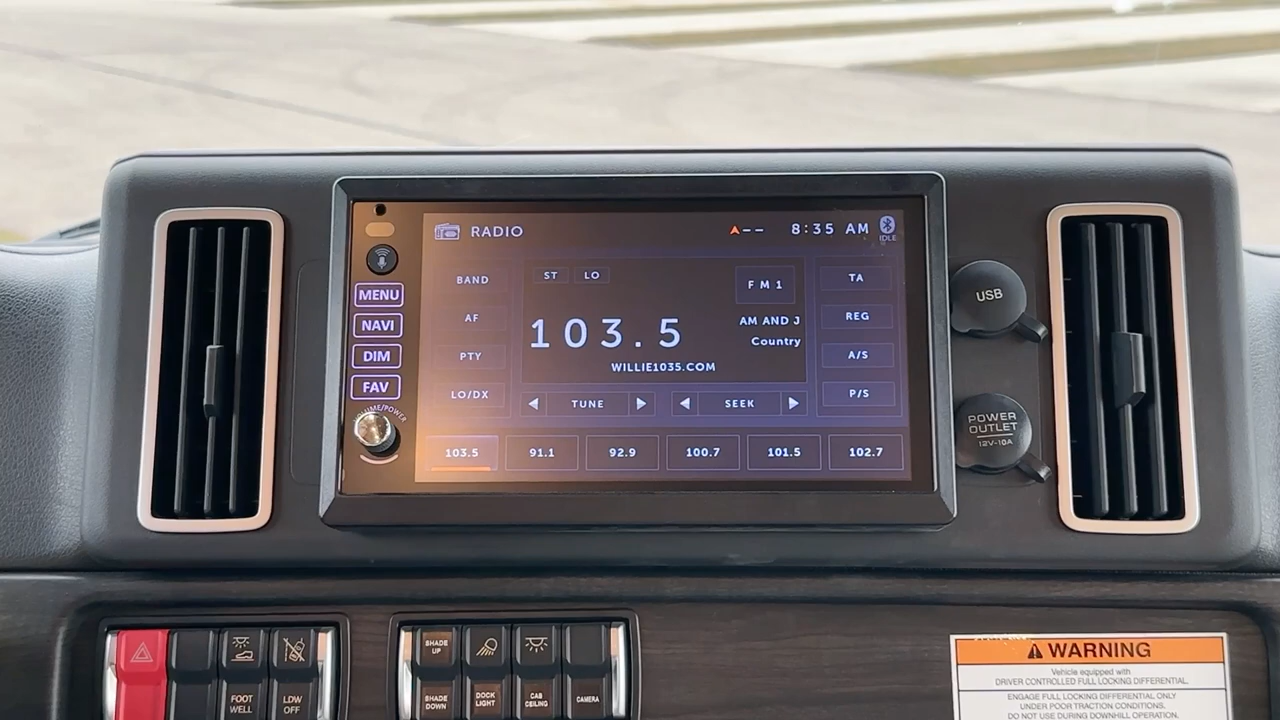 RADIO
-- 8:35 AM
IDLE
MENU
NAVI
DIM
FAV
VOLUME/POWER
BAND
AF
PTY
LO/DX
ST LO
FM1
103.5
AM AND J
Country
WILLIE1035.COM
TUNE SEEK
TA
REG
A/S
P/S
103.5 91.1 92.9 100.7 101.5 102.7
USB
POWER
OUTLET
12V-10A
SHADE
UP
FOOT
WELL
LDW
OFF
SHADE
DOWN
DOCK
LIGHT
CAB
CEILING
CAMERA
WARNING
Vehicle equipped with
DRIVER CONTROLLED FULL LOCKING DIFFERENTIAL.
ENGAGE FULL LOCKING DIFFERENTIAL ONLY
UNDER POOR TRACTION CONDITIONS.
DO NOT USE DURING DOWNHILL OPERATION.